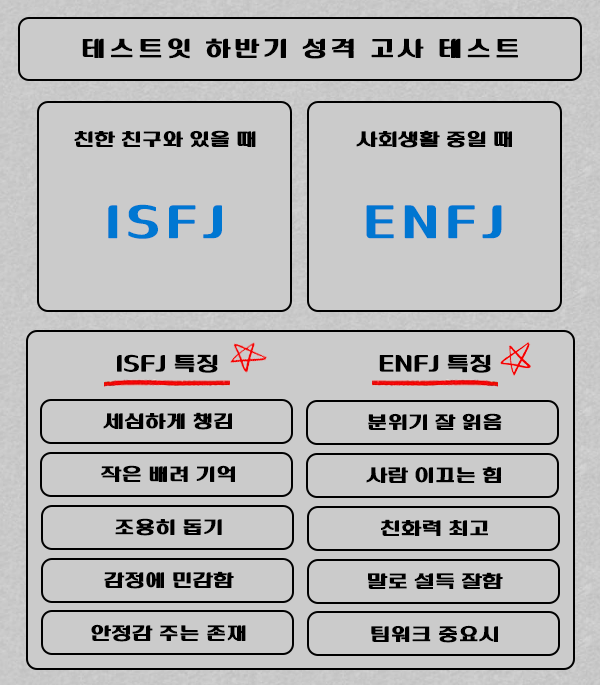 테스트잇 하반기 성격 고사 테스트
친한 친구와 있을 때
사회생활 중일 때
ISFJ
ENFJ
ISFJ 특징
ENFJ 특징
세심하게 챙김
분위기 잘 읽음
작은 배려 기억
사람 이끄는 힘
조용히 돕기
친화력 최고
감정에 민감함
말로 설득 잘함
안정감 주는 존재
팀워크 중요시